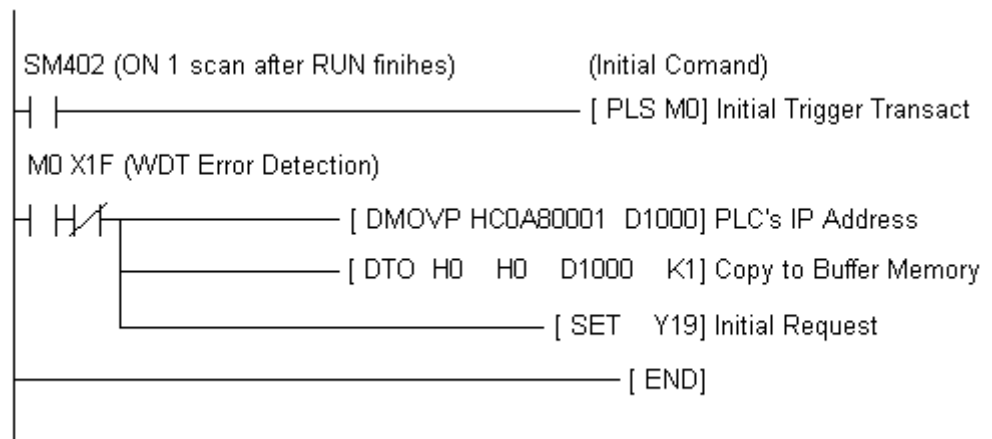 SM402 (ON 1 scan after RUN finihes) (Initial Comand)
[ PLS M0] Initial Trigger Transact
M0 X1F (WDT Error Detection)
[ DMOVP HC0A80001 D1000] PLC's IP Address
[ DTO H0 H0 D1000 K1] Copy to Buffer Memory
[ SET Y19] Initial Request
[ END]